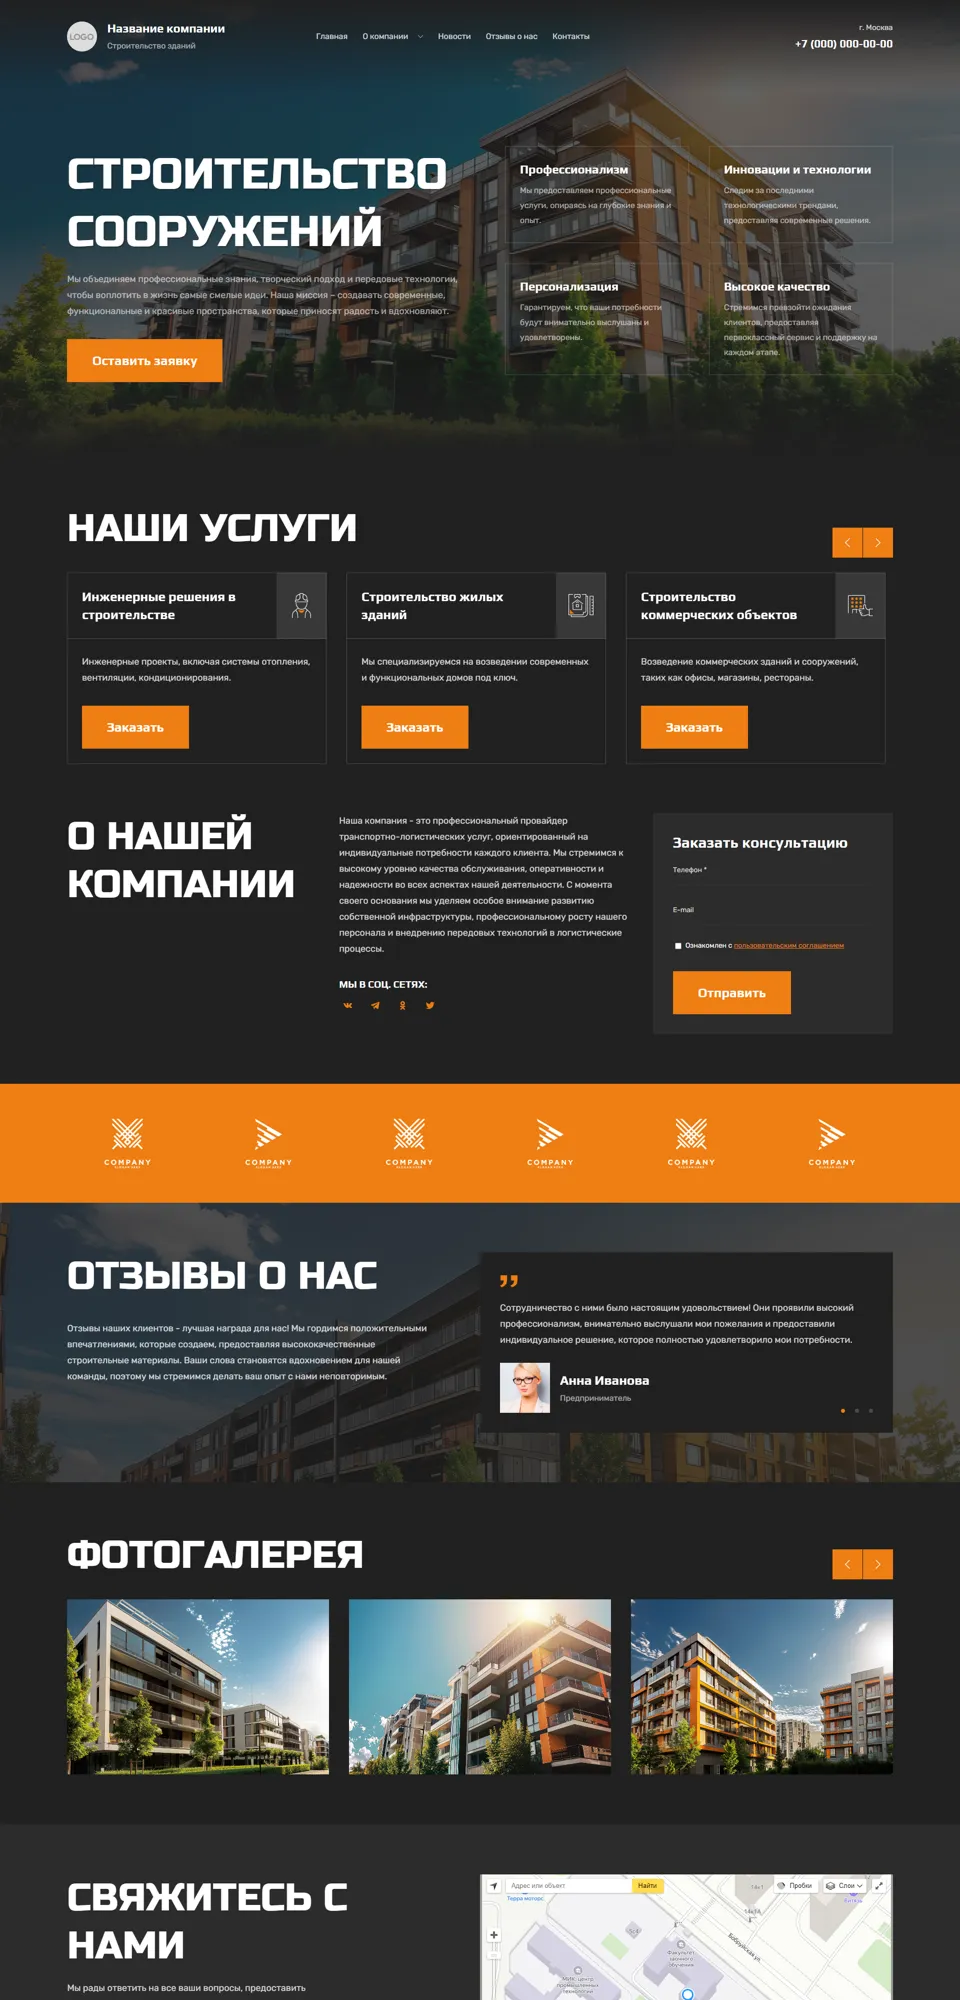 LOGO
Название компании
Строительство зданий
Главная
О компании
Новости
Отзывы о нас
Контакты
г. Москва
+7 (000) 000-00-00
СТРОИТЕЛЬСТВО
СООРУЖЕНИЙ
Мы объединяем профессиональные знания, творческий подход и передовые технологии,
чтобы воплотить в жизнь самые смелые идеи. Наша миссия – создавать современные,
функциональные и красивые пространства, которые приносят радость и вдохновляют.
Оставить заявку
Профессионализм
Мы предоставляем профессиональные
услуги, опираясь на глубокие знания и
опыт.
Инновации и технологии
Следим за последними
технологическими трендами,
предоставляя современные решения.
Персонализация
Гарантируем, что ваши потребности
будут внимательно выслушаны и
удовлетворены.
Высокое качество
Стремимся превзойти ожидания
клиентов, предоставляя
первоклассный сервис и поддержку на
каждом этапе.
НАШИ УСЛУГИ
Инженерные решения в
строительстве
Инженерные проекты, включая системы отопления,
вентиляции, кондиционирования.
Заказать
Строительство жилых
зданий
Мы специализируемся на возведении современных
и функциональных домов под ключ.
Заказать
Строительство
коммерческих объектов
Возведение коммерческих зданий и сооружений,
таких как офисы, магазины, рестораны.
Заказать
О НАШЕЙ
КОМПАНИИ
Наша компания - это профессиональный провайдер
транспортно-логистических услуг, ориентированный на
индивидуальные потребности каждого клиента. Мы стремимся к
высокому уровню качества обслуживания, оперативности и
надежности во всех аспектах нашей деятельности. С момента
своего основания мы уделяем особое внимание развитию
собственной инфраструктуры, профессиональному росту нашего
персонала и внедрению передовых технологий в логистические
процессы.
МЫ В СОЦ. СЕТЯХ:
Заказать консультацию
Телефон *
E-mail
Ознакомлен с пользовательским соглашением
Отправить
COMPANY
COMPANY
COMPANY
COMPANY
COMPANY
COMPANY
ОТЗЫВЫ О НАС
Отзывы наших клиентов - лучшая награда для нас! Мы гордимся положительными
впечатлениями, которые создаем, предоставляя высококачественные
строительные материалы. Ваши слова становятся вдохновением для нашей
команды, поэтому мы стремимся делать ваш опыт с нами неповторимым.
Сотрудничество с ними было настоящим удовольствием! Они проявили высокий
профессионализм, внимательно выслушали мои пожелания и предоставили
индивидуальное решение, которое полностью удовлетворило мои потребности.
Анна Иванова
Предприниматель
ФОТОГАЛЕРЕЯ
СВЯЖИТЕСЬ С
НАМИ
Мы рады ответить на все ваши вопросы, предоставить
Адрес или объект
Найти
Пробки
Слои
Терра моторс
14к1
14к1А
5с4
Бобруйская ул.
Факультет
заочного
обучения
МИК, центр
промышленных
технологий